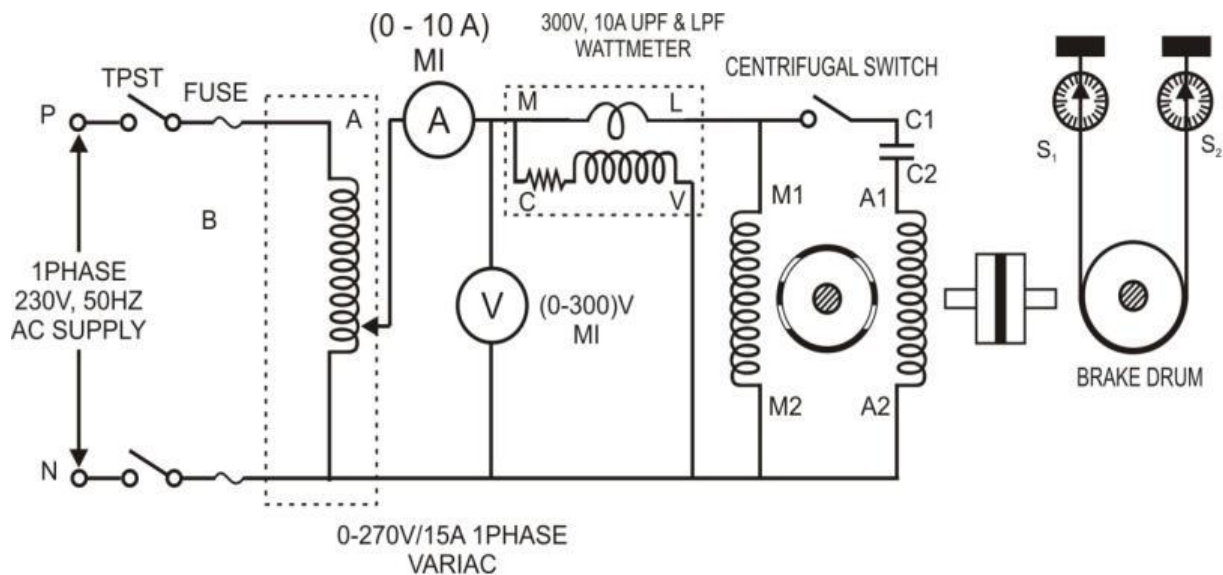 (0 - 10 A)
MI
300V, 10A UPF & LPF
WATTMETER
TPST
FUSE
CENTRIFUGAL SWITCH
P
A
A
M
L
C1
C2
S1
S2
C
V
M1
A1
B
1PHASE
230V, 50HZ
AC SUPPLY
V
(0-300)V
MI
M2
A2
BRAKE DRUM
N
0-270V/15A 1PHASE
VARIAC